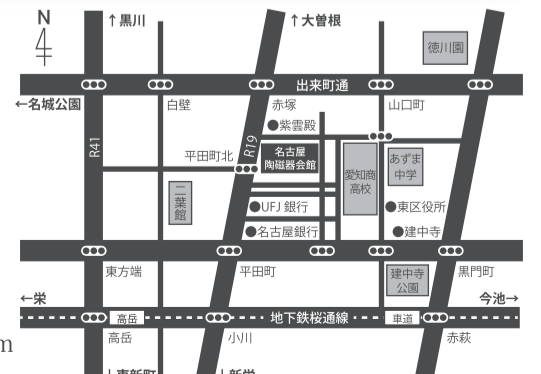 N
↑黒川
↑大曽根
徳川園
出来町通
←名城公園
白壁
赤塚
山口町
●紫雲殿
R41
R19
平田町北
名古屋
陶磁器会館
愛知商
高校
あずま
中学
二葉館
●UFJ 銀行
●東区役所
●名古屋銀行
●建中寺
東方端
平田町
建中寺
公園
黒門町
←栄
今池→
高岳
地下鉄桜通線
車道
高岳
小川
赤萩
m